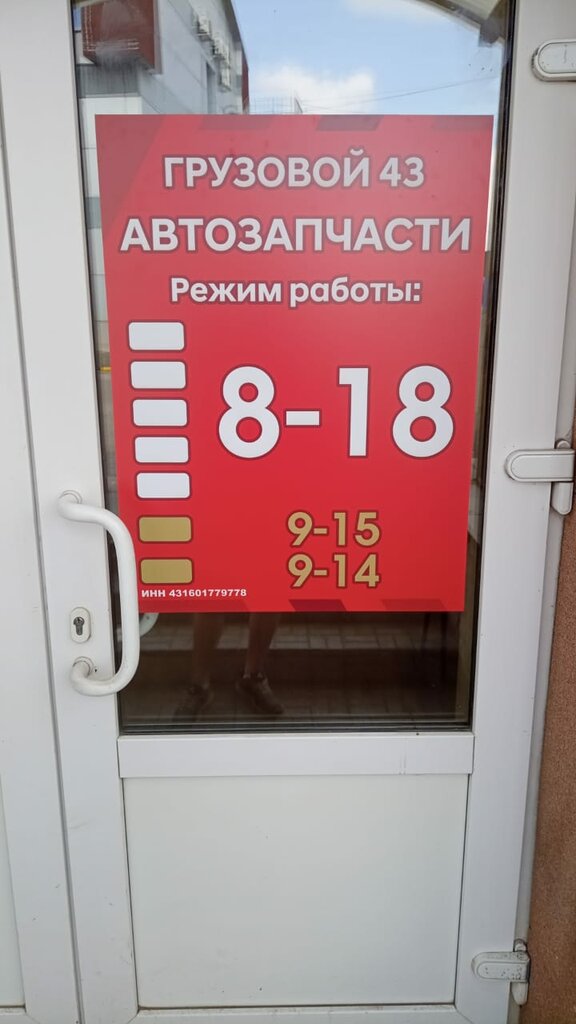 ГРУЗОВОЙ 43
АВТОЗАПЧАСТИ
Режим работы:
8-18
9-15
9-14
ИНН 431601779778